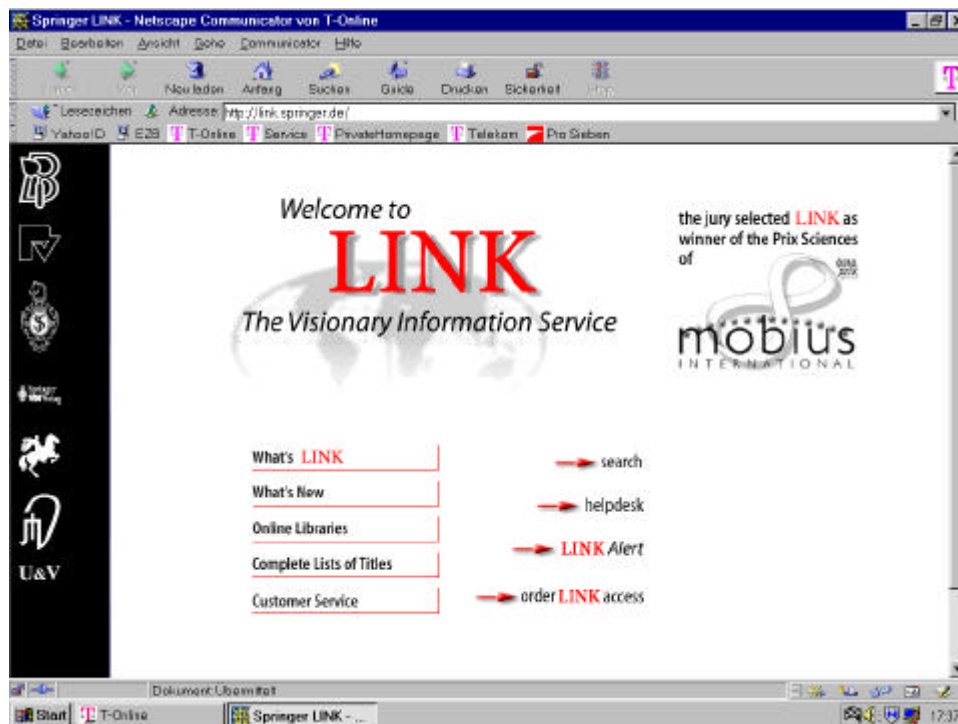 Springer LINK - Netscape Communicator von T-Online
Datei Bearbeiten Ansicht Gehe Communicator Hilfe
Neu laden Anfang Suchen Guide Drucken Sicherheit
Lesezeichen Adresse: http://link.springer.de/
Yahoo!D EZB T-Online Service PrivateHomepage Telekom Pro Sieben
Welcome to
LINK
The Visionary Information Service
the jury selected LINK as
winner of the Prix Sciences
of
möbius
INTERNATIONAL
What's LINK
search
What's New
helpdesk
Online Libraries
LINK Alert
Complete Lists of Titles
order LINK access
Customer Service
U&V
Dokument: Übermittelt
Start T-Online Springer LINK - ...